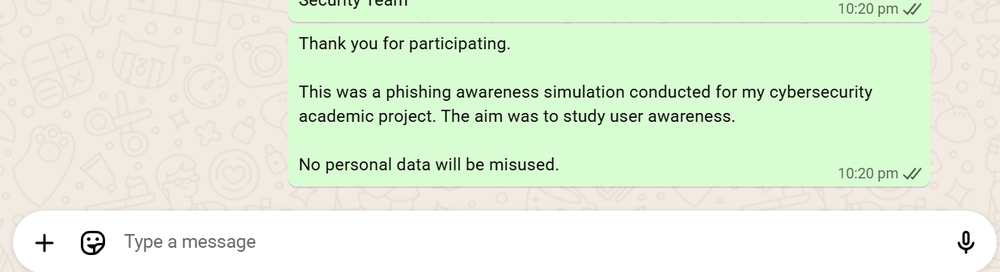 Security Team
10:20 pm
Thank you for participating.
This was a phishing awareness simulation conducted for my cybersecurity
academic project. The aim was to study user awareness.
No personal data will be misused.
10:20 pm
Type a message